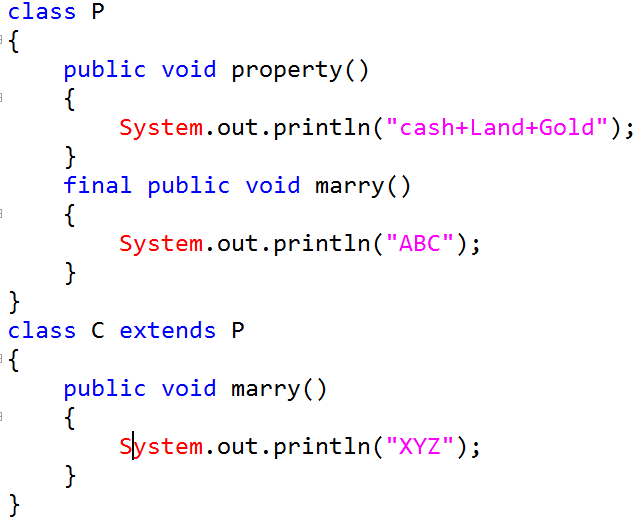 class P
{
    public void property()
    {
        System.out.println("cash+Land+Gold");
    }
    final public void marry()
    {
        System.out.println("ABC");
    }
}
class C extends P
{
    public void marry()
    {
        System.out.println("XYZ");
    }
}